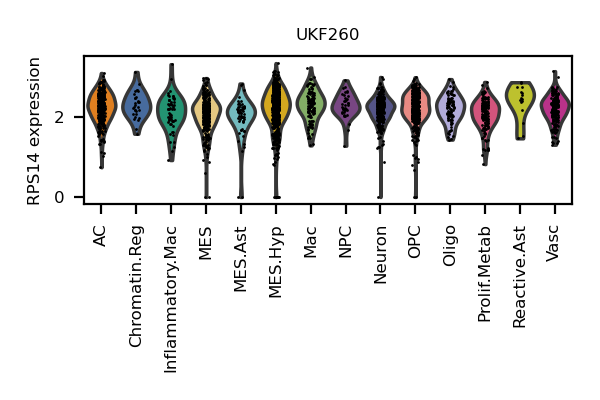 UKF260
RPS14 expression
2
0
AC
Chromatin.Reg
Inflammatory.Mac
MES
MES.Ast
MES.Hyp
Mac
NPC
Neuron
OPC
Oligo
Prolif.Metab
Reactive.Ast
Vasc